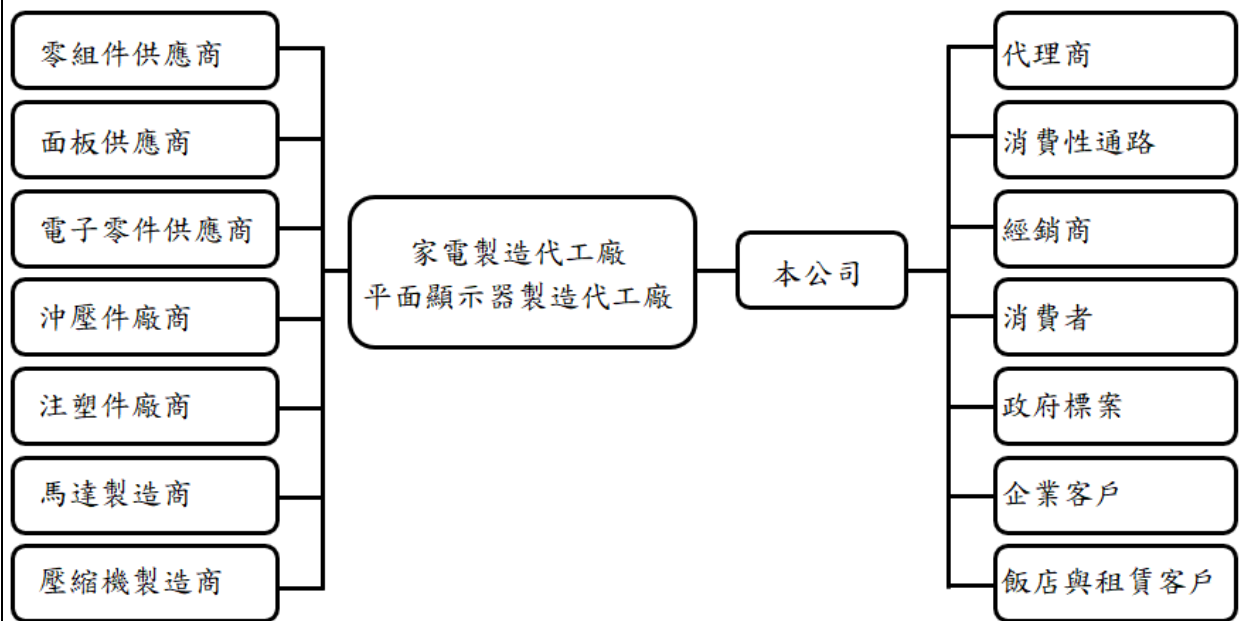 零組件供應商
面板供應商
電子零件供應商
沖壓件廠商
注塑件廠商
馬達製造商
壓縮機製造商
家電製造代工廠
平面顯示器製造代工廠
本公司
代理商
消費性通路
經銷商
消費者
政府標案
企業客戶
飯店與租賃客戶